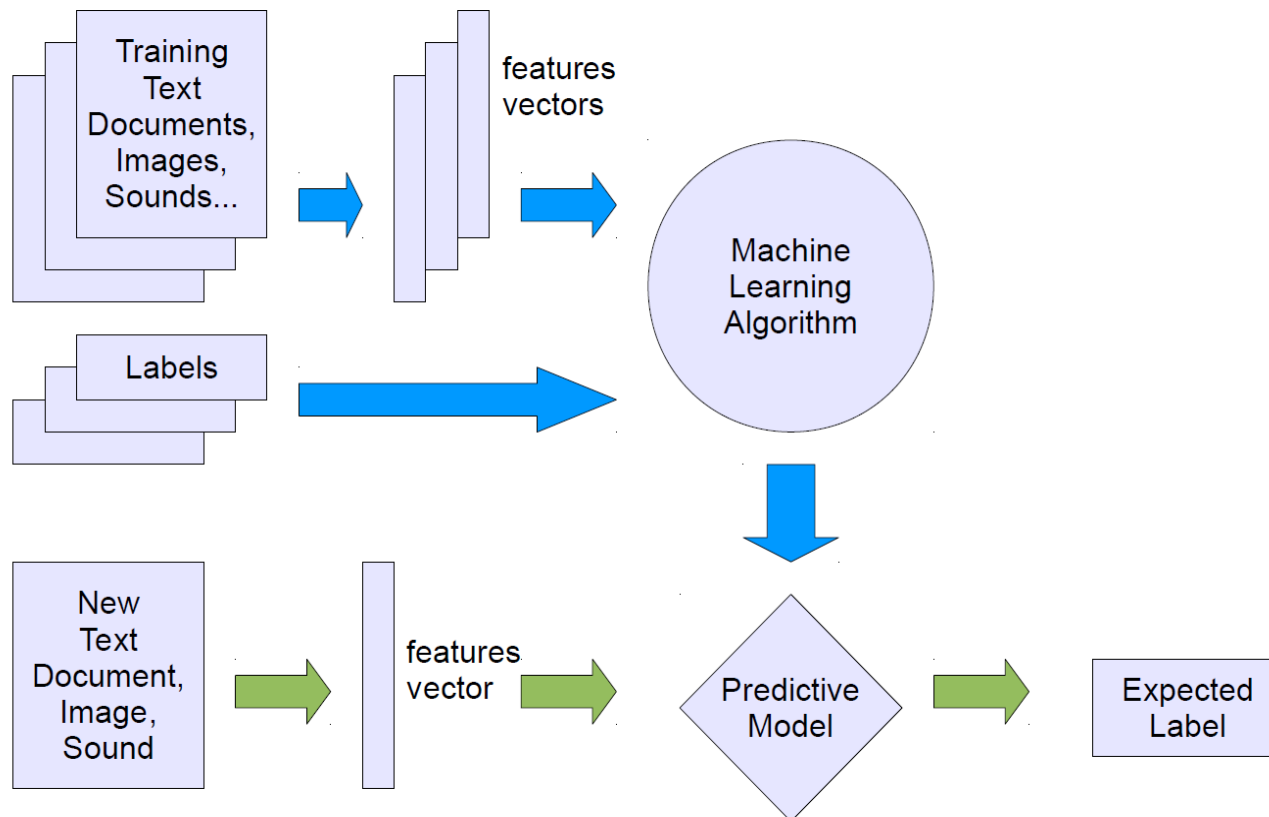 Training
Text
Documents,
Images,
Sounds...
features
vectors
Machine
Learning
Algorithm
Labels
New
Text
Document,
Image,
Sound
features
vector
Predictive
Model
Expected
Label